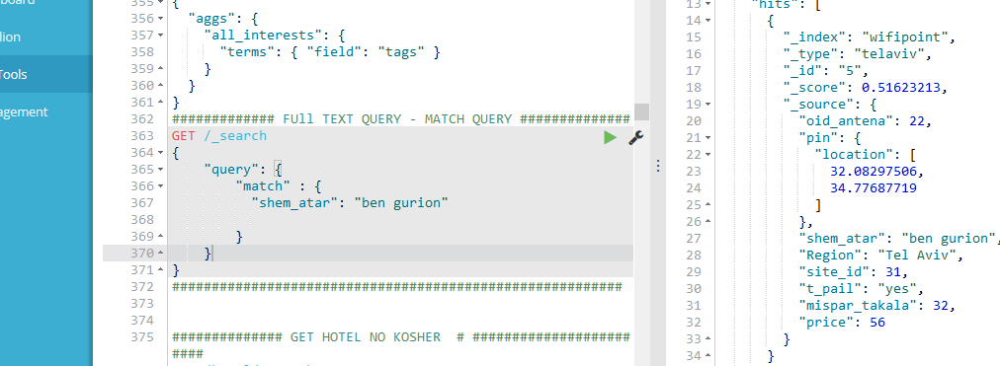 board
lion
Tools
agement
355 {
356 "aggs": {
357 "all_interests": {
358 "terms": { "field": "tags" }
359 }
360 }
361 }
362 ############# FUll TEXT QUERY - MATCH QUERY ##############
363 GET /_search
364 {
365 "query": {
366 "match" : {
367 "shem_atar": "ben gurion"
368
369 }
370 }
371 }
372 #########################################################
373
374
375 ############## GET HOTEL NO KOSHER # ####################
####
13 "hits": [
14 {
15 "_index": "wifipoint",
16 "_type": "telaviv",
17 "_id": "5",
18 "_score": 0.51623213,
19 "_source": {
20 "oid_antena": 22,
21 "pin": {
22 "location": [
23 32.08297506,
24 34.77687719
25 ]
26 },
27 "shem_atar": "ben gurion",
28 "Region": "Tel Aviv",
29 "site_id": 31,
30 "t_pail": "yes",
31 "mispar_takala": 32,
32 "price": 56
33 }
34 }